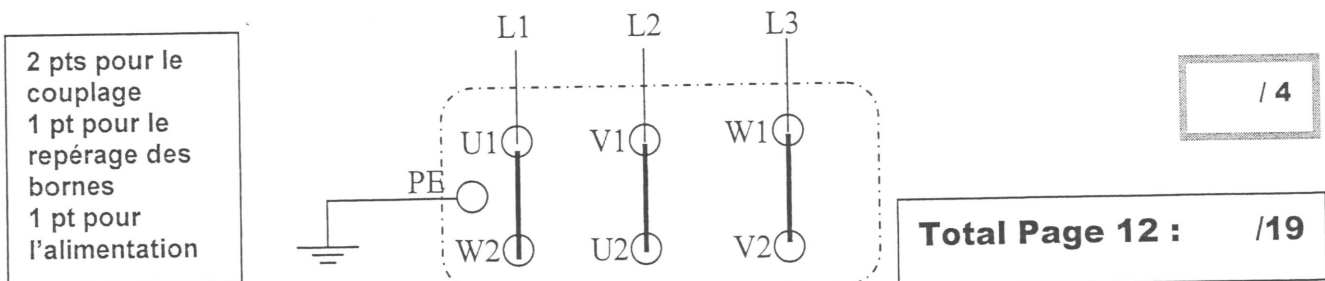 2 pts pour le
couplage
1 pt pour le
repérage des
bornes
1 pt pour
l'alimentation
L1 L2 L3
U1 V1 W1
PE
W2 U2 V2
/ 4
Total Page 12 : /19